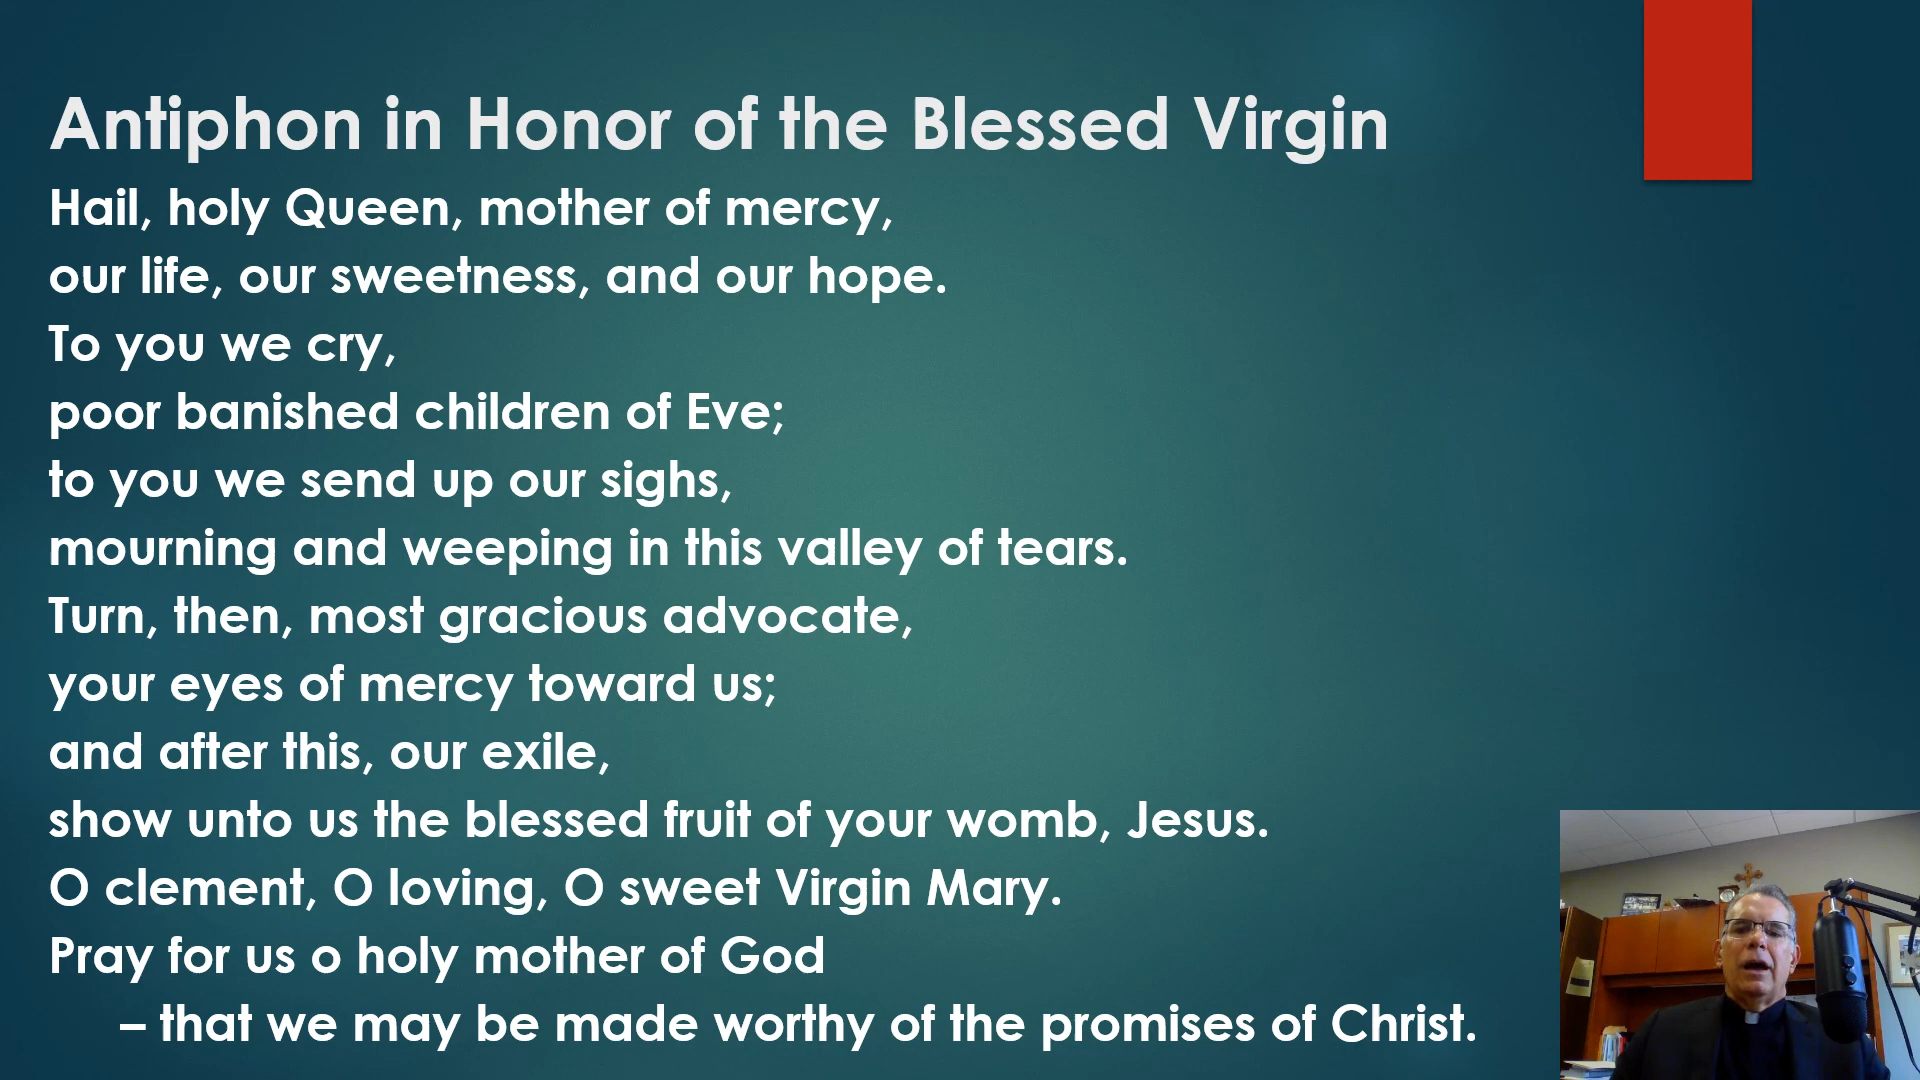 Antiphon in Honor of the Blessed Virgin
Hail, holy Queen, mother of mercy,
our life, our sweetness, and our hope.
To you we cry,
poor banished children of Eve;
to you we send up our sighs,
mourning and weeping in this valley of tears.
Turn, then, most gracious advocate,
your eyes of mercy toward us;
and after this, our exile,
show unto us the blessed fruit of your womb, Jesus.
O clement, O loving, O sweet Virgin Mary.
Pray for us o holy mother of God
– that we may be made worthy of the promises of Christ.